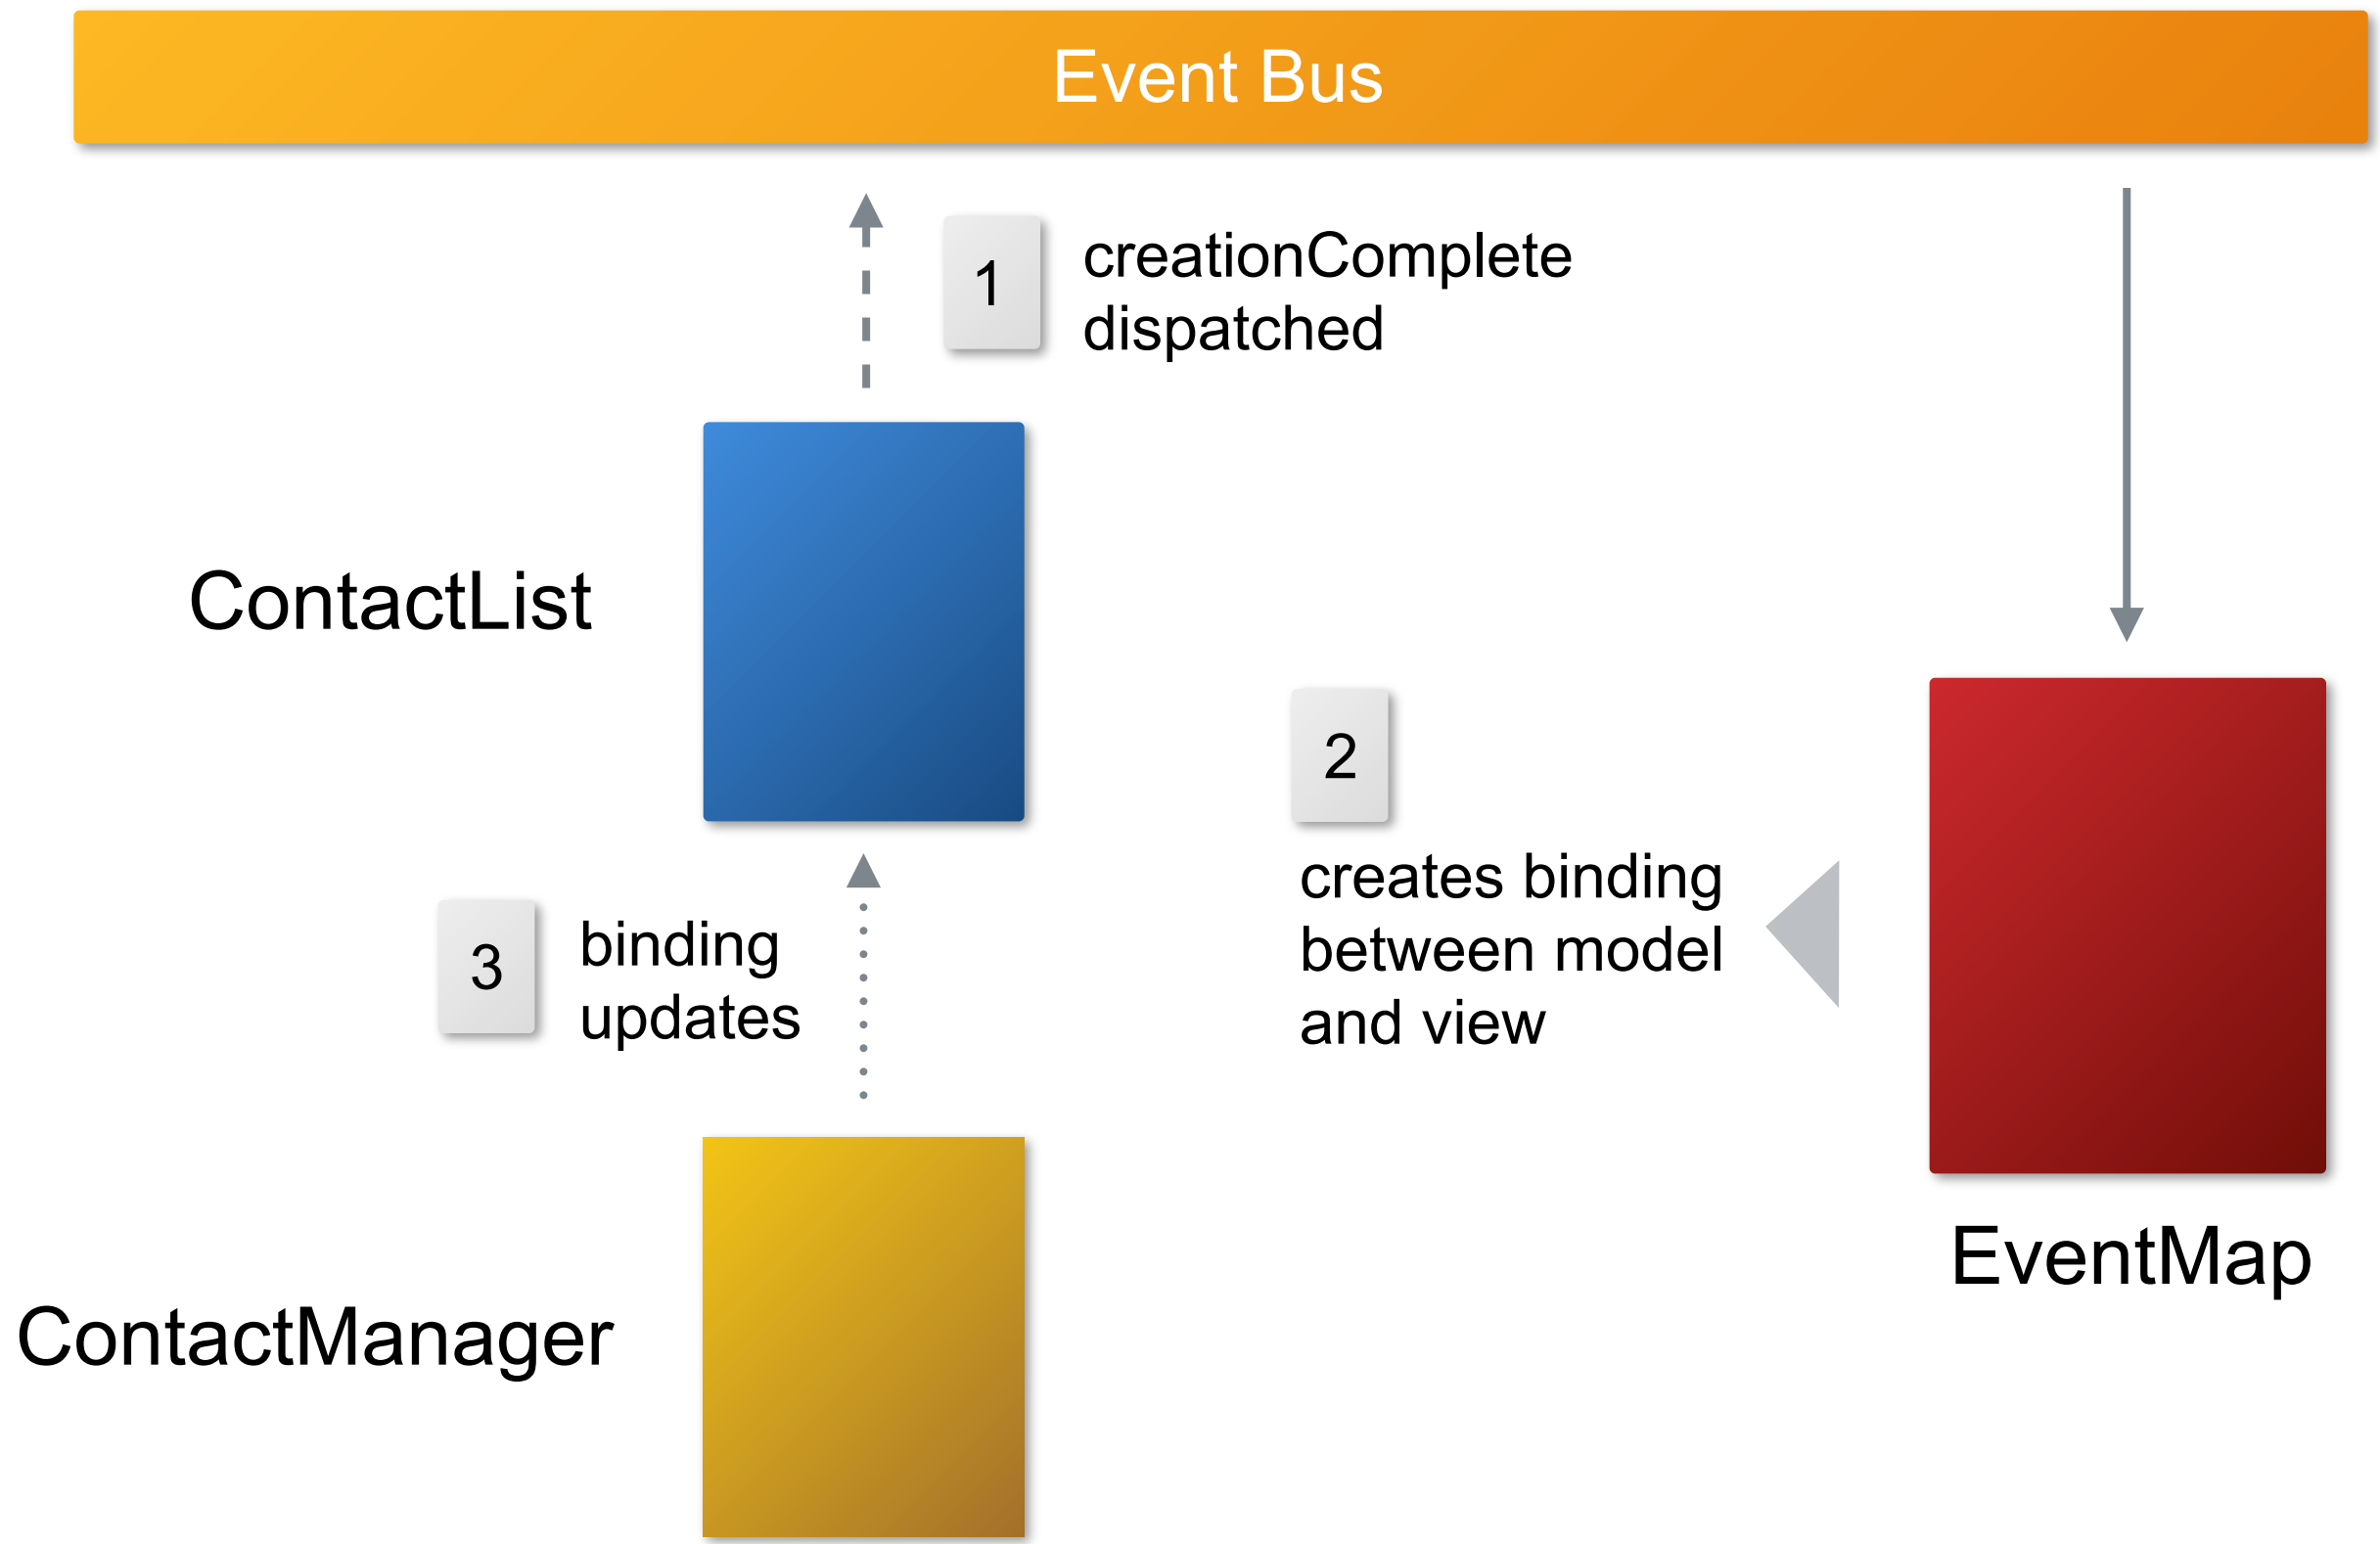 Event Bus
1
creationComplete
dispatched
ContactList
2
creates binding
between model
and view
3
binding
updates
EventMap
ContactManager